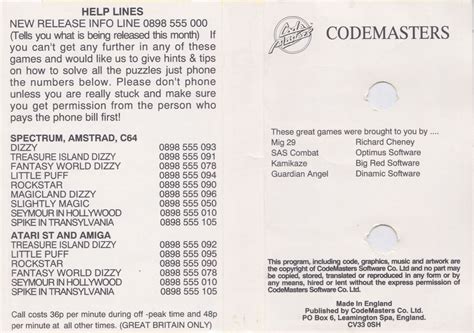 HELP LINES
NEW RELEASE INFO LINE 0898 555 000
(Tells you what is being released this month) If
you can't get any further in any of these
games and would like us to give hints & tips
on how to solve all the puzzles just phone
the numbers below. Please don't phone
unless you are really stuck and make sure
you get permission from the person who
pays the phone bill first!
SPECTRUM, AMSTRAD, C64
DIZZY 0898 555 093
TREASURE ISLAND DIZZY 0898 555 091
FANTASY WORLD DIZZY 0898 555 078
LITTLE PUFF 0898 555 094
ROCKSTAR 0898 555 090
MAGICLAND DIZZY 0898 555 096
SLIGHTLY MAGIC 0898 555 050
SEYMOUR IN HOLLYWOOD 0898 555 010
SPIKE IN TRANSYLVANIA 0898 555 105
ATARI ST AND AMIGA
TREASURE ISLAND DIZZY 0898 555 092
LITTLE PUFF 0898 555 095
ROCKSTAR 0898 555 090
FANTASY WORLD DIZZY 0898 555 078
SEYMOUR IN HOLLYWOOD 0898 555 010
SPIKE IN TRANSYLVANIA 0898 555 105
Call costs 36p per minute during off -peak time and 48p
per minute at all other times. (GREAT BRITAIN ONLY)
CODEMASTERS
These great games were brought to you by ....
Mig 29 Richard Cheney
SAS Combat Optimus Software
Kamikaze Big Red Software
Guardian Angel Dinamic Software
This program, including code, graphics, music and artwork are
the copyright of CodeMasters Software Co. Ltd and no part may
be copied, stored, translated or reproduced in any form or by
any means, hired or lent without the express permission of
CodeMasters Software Co. Ltd.
Made in England
Published by CodeMasters Co. Ltd
PO Box 6, Leamington Spa, England,
CV33 0SH